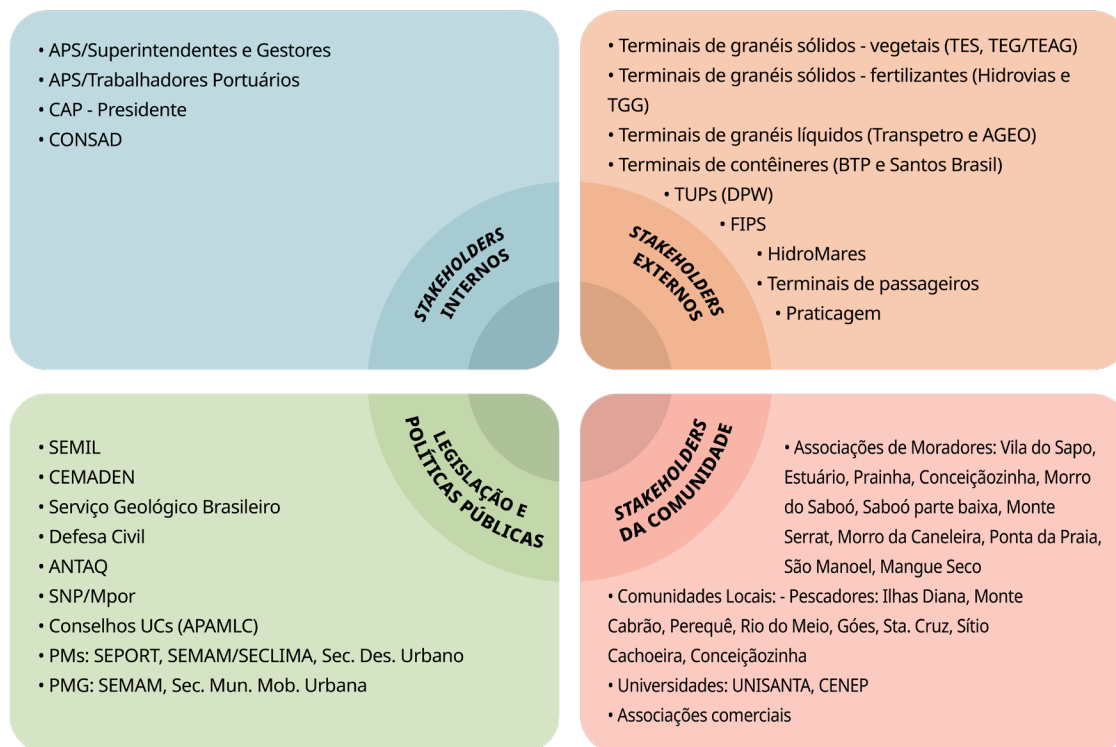 • APS/Superintendentes e Gestores
• APS/Trabalhadores Portuários
• CAP - Presidente
• CONSAD
STAKEHOLDERS
INTERNOS
• Terminais de granéis sólidos - vegetais (TES, TEG/TEAG)
• Terminais de granéis sólidos - fertilizantes (Hidrovias e
TGG)
• Terminais de granéis líquidos (Transpetro e AGEO)
• Terminais de contêineres (BTP e Santos Brasil)
• TUPs (DPW)
• FIPS
• HidroMares
• Terminais de passageiros
• Praticagem
STAKEHOLDERS
EXTERNOS
• SEMIL
• CEMADEN
• Serviço Geológico Brasileiro
• Defesa Civil
• ANTAQ
• SNP/Mpor
• Conselhos UCs (APAMLC)
• PMs: SEPORT, SEMAM/SECLIMA, Sec. Des. Urbano
• PMG: SEMAM, Sec. Mun. Mob. Urbana
LEGISLAÇÃO E
POLÍTICAS PÚBLICAS
STAKEHOLDERS
DA COMUNIDADE
• Associações de Moradores: Vila do Sapo,
Estuário, Prainha, Conceiçãozinha, Morro
do Saboó, Saboó parte baixa, Monte
Serrat, Morro da Caneleira, Ponta da Praia,
São Manoel, Mangue Seco
• Comunidades Locais: - Pescadores: Ilhas Diana, Monte
Cabrão, Perequê, Rio do Meio, Góes, Sta. Cruz, Sítio
Cachoeira, Conceiçãozinha
• Universidades: UNISANTA, CENEP
• Associações comerciais